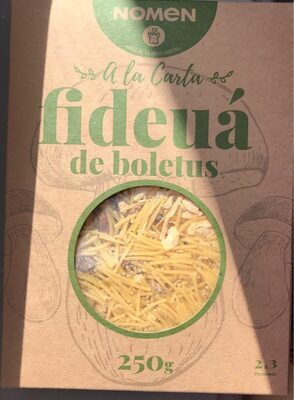 NOMEN
A la Carta
fideuá
de boletus
250g
2.3